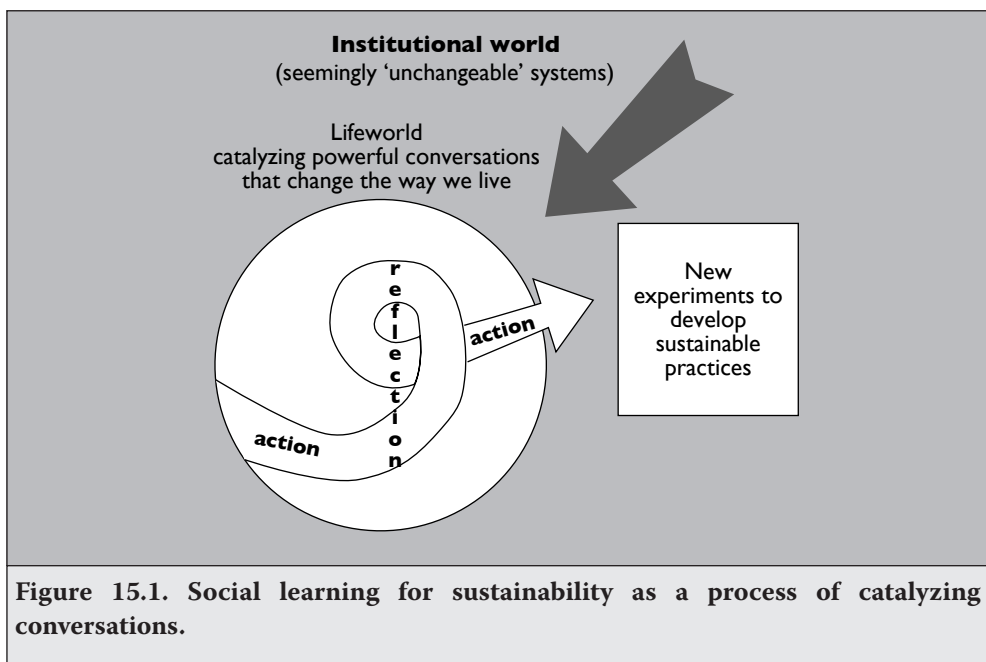 Institutional world
(seemingly ‘unchangeable’ systems)
Lifeworld
catalyzing powerful conversations
that change the way we live
reflection
action
action
New
experiments to
develop
sustainable
practices
Figure 15.1. Social learning for sustainability as a process of catalyzing
conversations.